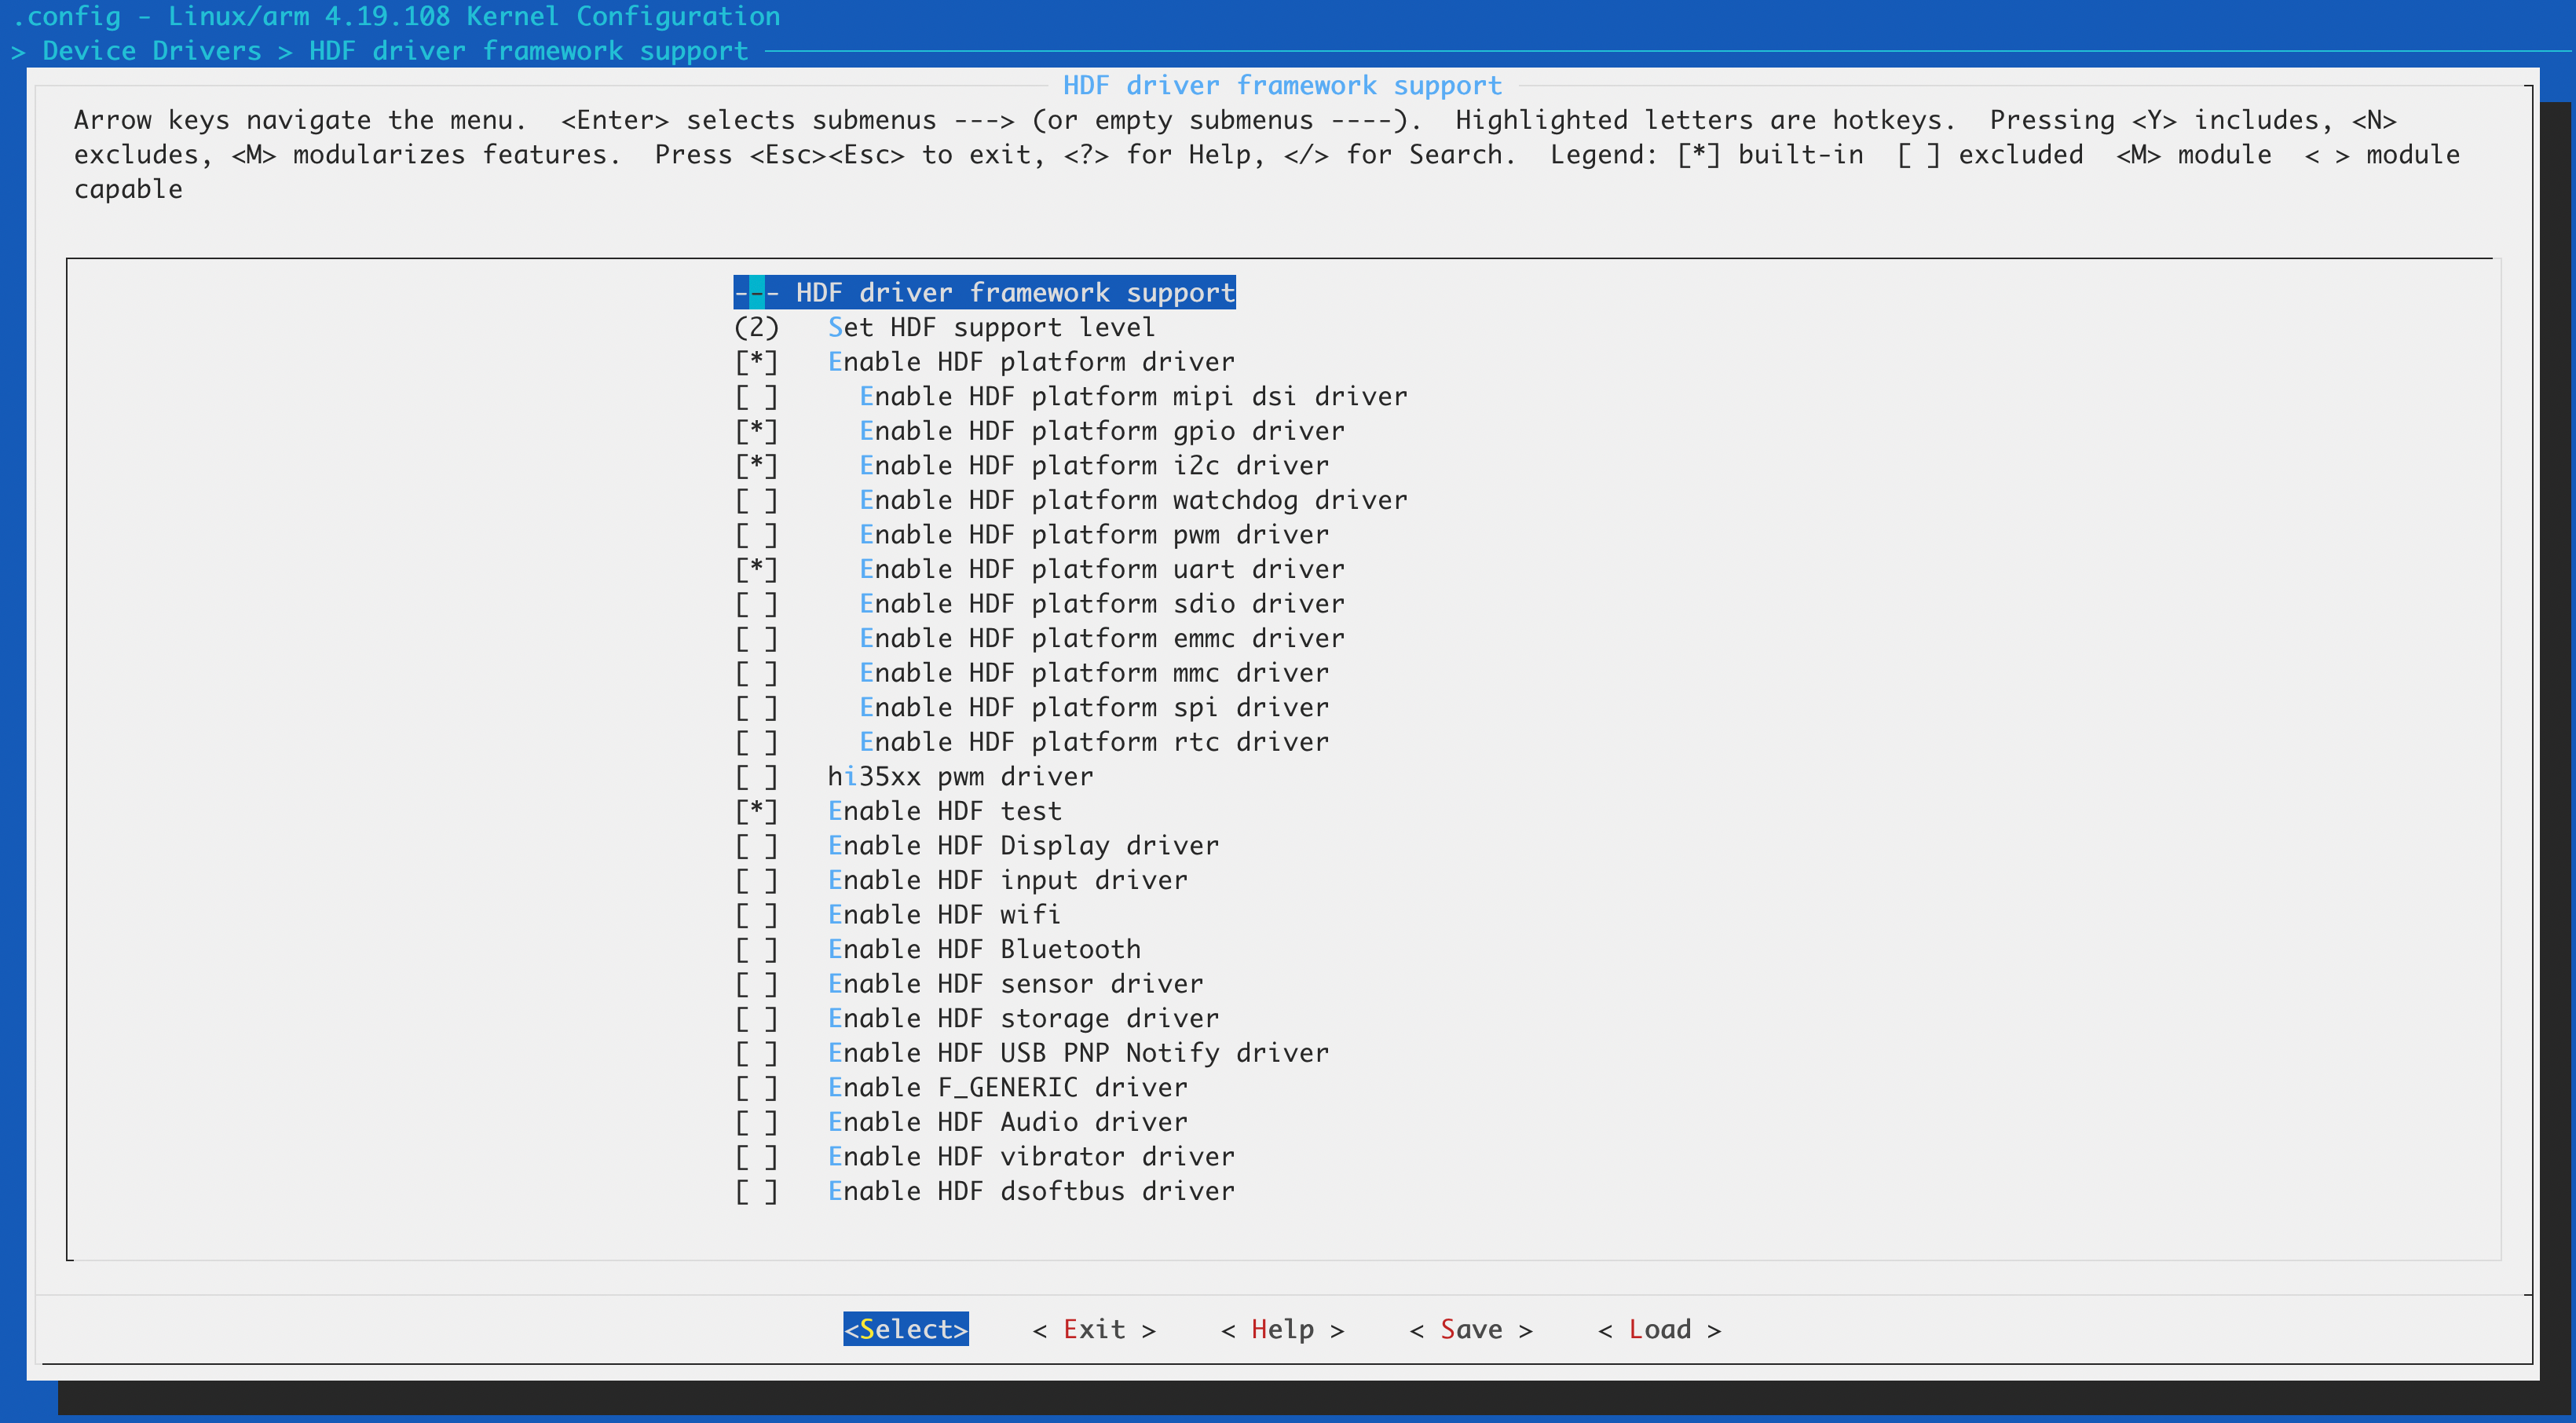 .config - Linux/arm 4.19.108 Kernel Configuration
> Device Drivers > HDF driver framework support
HDF driver framework support
Arrow keys navigate the menu.  <Enter> selects submenus ---> (or empty submenus ----).  Highlighted letters are hotkeys.  Pressing <Y> includes, <N>
excludes, <M> modularizes features.  Press <Esc><Esc> to exit, <?> for Help, </> for Search.  Legend: [*] built-in  [ ] excluded  <M> module  < > module
capable
--- HDF driver framework support
(2)   Set HDF support level
[*]   Enable HDF platform driver
[ ]     Enable HDF platform mipi dsi driver
[*]     Enable HDF platform gpio driver
[*]     Enable HDF platform i2c driver
[ ]     Enable HDF platform watchdog driver
[ ]     Enable HDF platform pwm driver
[*]     Enable HDF platform uart driver
[ ]     Enable HDF platform sdio driver
[ ]     Enable HDF platform emmc driver
[ ]     Enable HDF platform mmc driver
[ ]     Enable HDF platform spi driver
[ ]     Enable HDF platform rtc driver
[ ]   hi35xx pwm driver
[*]   Enable HDF test
[ ]   Enable HDF Display driver
[ ]   Enable HDF input driver
[ ]   Enable HDF wifi
[ ]   Enable HDF Bluetooth
[ ]   Enable HDF sensor driver
[ ]   Enable HDF storage driver
[ ]   Enable HDF USB PNP Notify driver
[ ]   Enable F_GENERIC driver
[ ]   Enable HDF Audio driver
[ ]   Enable HDF vibrator driver
[ ]   Enable HDF dsoftbus driver
<Select>    < Exit >    < Help >    < Save >    < Load >